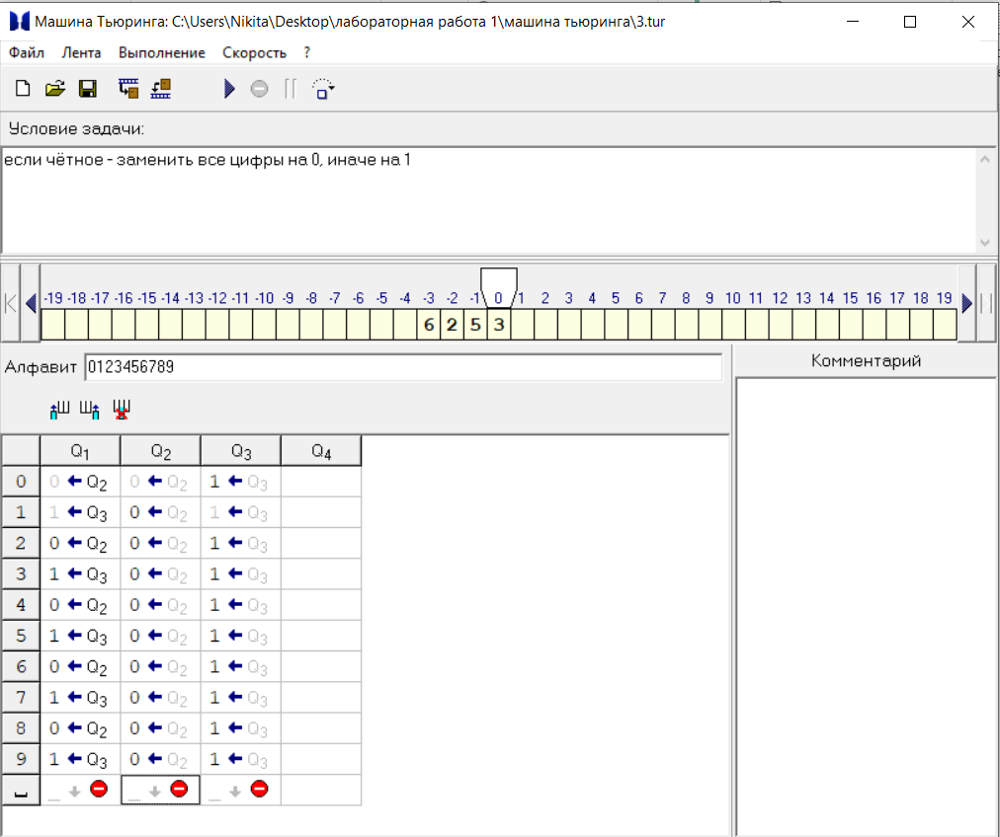 Машина Тьюринга: C:\Users\Nikita\Desktop\лабораторная работа 1\машина тьюринга\3.tur
Файл Лента Выполнение Скорость ?
Условие задачи:
если чётное - заменить все цифры на 0, иначе на 1
-19 -18 -17 -16 -15 -14 -13 -12 -11 -10 -9 -8 -7 -6 -5 -4 -3 -2 -1 0 1 2 3 4 5 6 7 8 9 10 11 12 13 14 15 16 17 18 19
6 2 5 3
Алфавит 0123456789
Комментарий
Q1 Q2 Q3 Q4
0 0 ← Q2 0 ← Q2 1 ← Q3
1 1 ← Q3 0 ← Q2 1 ← Q3
2 0 ← Q2 0 ← Q2 1 ← Q3
3 1 ← Q3 0 ← Q2 1 ← Q3
4 0 ← Q2 0 ← Q2 1 ← Q3
5 1 ← Q3 0 ← Q2 1 ← Q3
6 0 ← Q2 0 ← Q2 1 ← Q3
7 1 ← Q3 0 ← Q2 1 ← Q3
8 0 ← Q2 0 ← Q2 1 ← Q3
9 1 ← Q3 0 ← Q2 1 ← Q3
␣ _ ↓ _ ↓ _ ↓